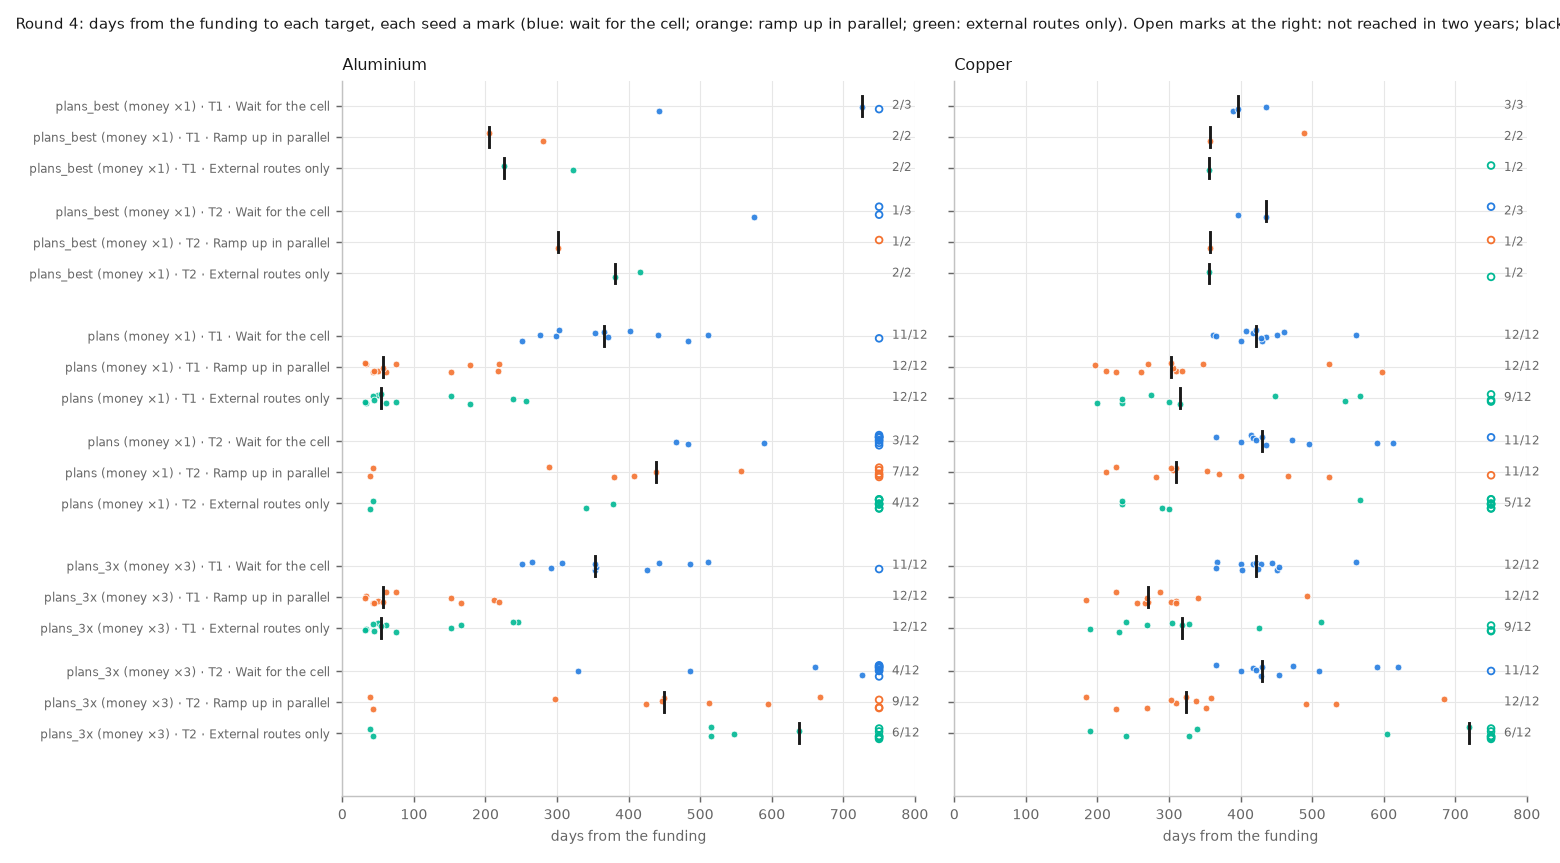 Round 4: days from the funding to each target, each seed a mark (blue: wait for the cell; orange: ramp up in parallel; green: external routes only). Open marks at the right: not reached in two years; black
Aluminium
Copper
plans_best (money ×1) · T1 · Wait for the cell 2/3 3/3
plans_best (money ×1) · T1 · Ramp up in parallel 2/2 2/2
plans_best (money ×1) · T1 · External routes only 2/2 1/2
plans_best (money ×1) · T2 · Wait for the cell 1/3 2/3
plans_best (money ×1) · T2 · Ramp up in parallel 1/2 1/2
plans_best (money ×1) · T2 · External routes only 2/2 1/2
plans (money ×1) · T1 · Wait for the cell 11/12 12/12
plans (money ×1) · T1 · Ramp up in parallel 12/12 12/12
plans (money ×1) · T1 · External routes only 12/12 9/12
plans (money ×1) · T2 · Wait for the cell 3/12 11/12
plans (money ×1) · T2 · Ramp up in parallel 7/12 11/12
plans (money ×1) · T2 · External routes only 4/12 5/12
plans_3x (money ×3) · T1 · Wait for the cell 11/12 12/12
plans_3x (money ×3) · T1 · Ramp up in parallel 12/12 12/12
plans_3x (money ×3) · T1 · External routes only 12/12 9/12
plans_3x (money ×3) · T2 · Wait for the cell 4/12 11/12
plans_3x (money ×3) · T2 · Ramp up in parallel 9/12 12/12
plans_3x (money ×3) · T2 · External routes only 6/12 6/12
0 100 200 300 400 500 600 700 800
0 100 200 300 400 500 600 700 800
days from the funding
days from the funding